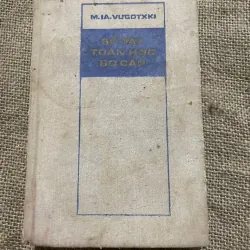 M.IA.VUGOTXKI
SỔ TAY
TOÁN HỌC
SƠ CẤP